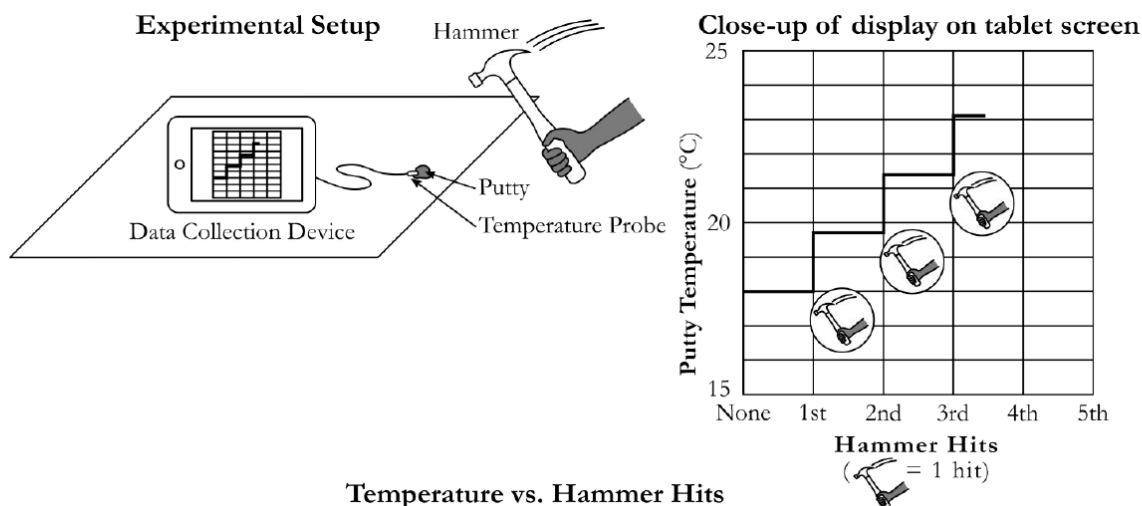 Experimental Setup
Hammer
Putty
Temperature Probe
Data Collection Device
Close-up of display on tablet screen
25
20
15
Putty Temperature (°C)
None 1st 2nd 3rd 4th 5th
Hammer Hits
( = 1 hit)
Temperature vs. Hammer Hits